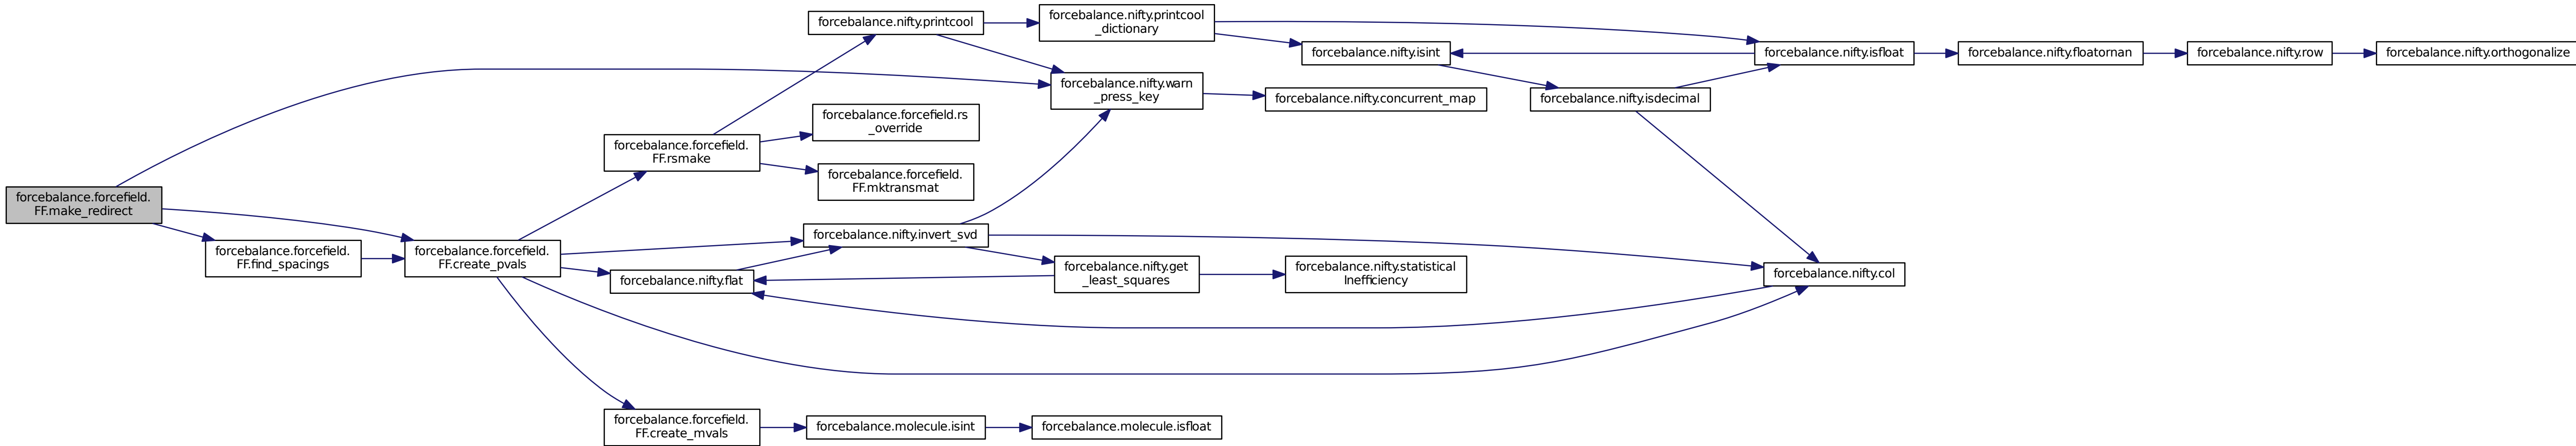 forcebalance.forcefield.
FF.make_redirect
forcebalance.forcefield.
FF.find_spacings
forcebalance.forcefield.
FF.create_pvals
forcebalance.forcefield.
FF.rsmake
forcebalance.nifty.flat
forcebalance.forcefield.
FF.create_mvals
forcebalance.nifty.printcool
forcebalance.forcefield.rs
_override
forcebalance.forcefield.
FF.mktransmat
forcebalance.nifty.invert_svd
forcebalance.molecule.isint
forcebalance.nifty.printcool
_dictionary
forcebalance.nifty.warn
_press_key
forcebalance.nifty.get
_least_squares
forcebalance.molecule.isfloat
forcebalance.nifty.isint
forcebalance.nifty.concurrent_map
forcebalance.nifty.statistical
Inefficiency
forcebalance.nifty.isdecimal
forcebalance.nifty.isfloat
forcebalance.nifty.col
forcebalance.nifty.floatornan
forcebalance.nifty.row
forcebalance.nifty.orthogonalize